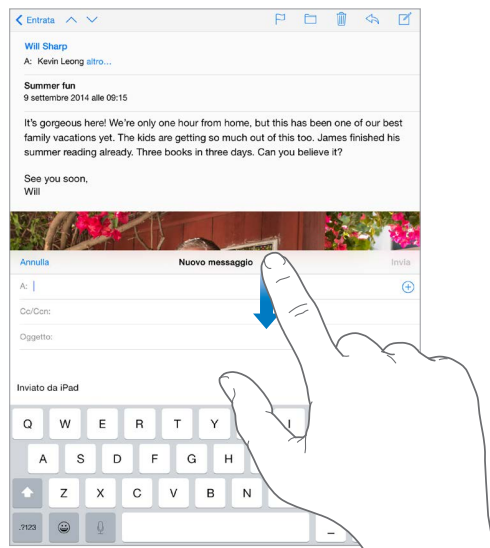 Entrata
Will Sharp
A: Kevin Leong altro...
Summer fun
9 settembre 2014 alle 09:15
It's gorgeous here! We're only one hour from home, but this has been one of our best
family vacations yet. The kids are getting so much out of this too. James finished his
summer reading already. Three books in three days. Can you believe it?
See you soon,
Will
Annulla Nuovo messaggio Invia
A:
Cc/Ccn:
Oggetto:
Inviato da iPad
Q W E R T Y I
A S D F G H
Z X C V B N
.?123 _